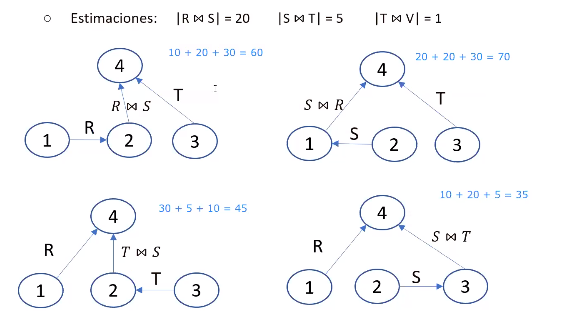 ○ Estimaciones: |R ⋈ S| = 20 |S ⋈ T| = 5 |T ⋈ V| = 1
10 + 20 + 30 = 60
4
R ⋈ S
T
R
1
2
3
20 + 20 + 30 = 70
4
S ⋈ R
T
S
1
2
3
30 + 5 + 10 = 45
4
R
T ⋈ S
T
1
2
3
10 + 20 + 5 = 35
4
R
S ⋈ T
S
1
2
3